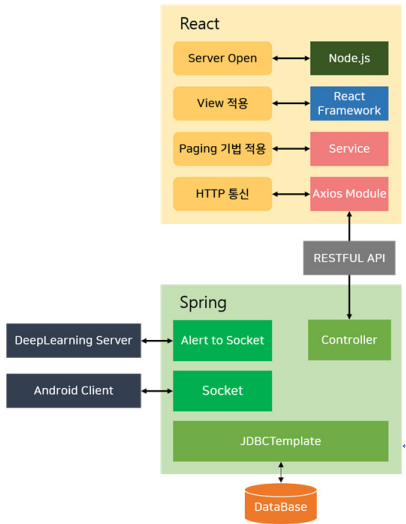 React
Server Open
Node.js
View 적용
React
Framework
Paging 기법 적용
Service
HTTP 통신
Axios Module
RESTFUL API
Spring
DeepLearning Server
Alert to Socket
Controller
Android Client
Socket
JDBCTemplate
DataBase